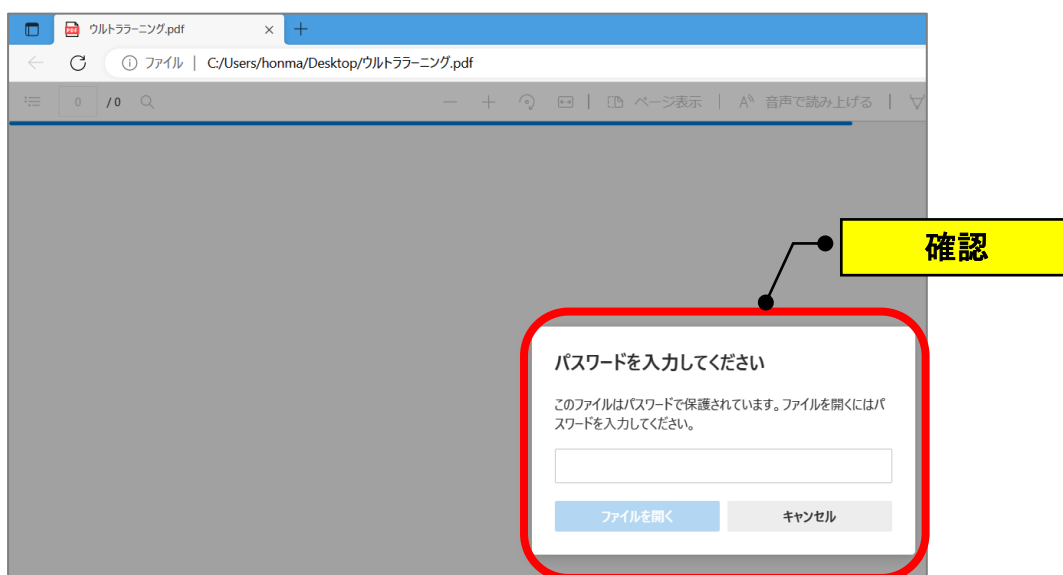 ウルトララーニング.pdf
ファイル | C:/Users/honma/Desktop/ウルトララーニング.pdf
0 /0 ページ表示 | A 音声で読み上げる |
確認
パスワードを入力してください
このファイルはパスワードで保護されています。ファイルを開くにはパ
スワードを入力してください。
ファイルを開く キャンセル